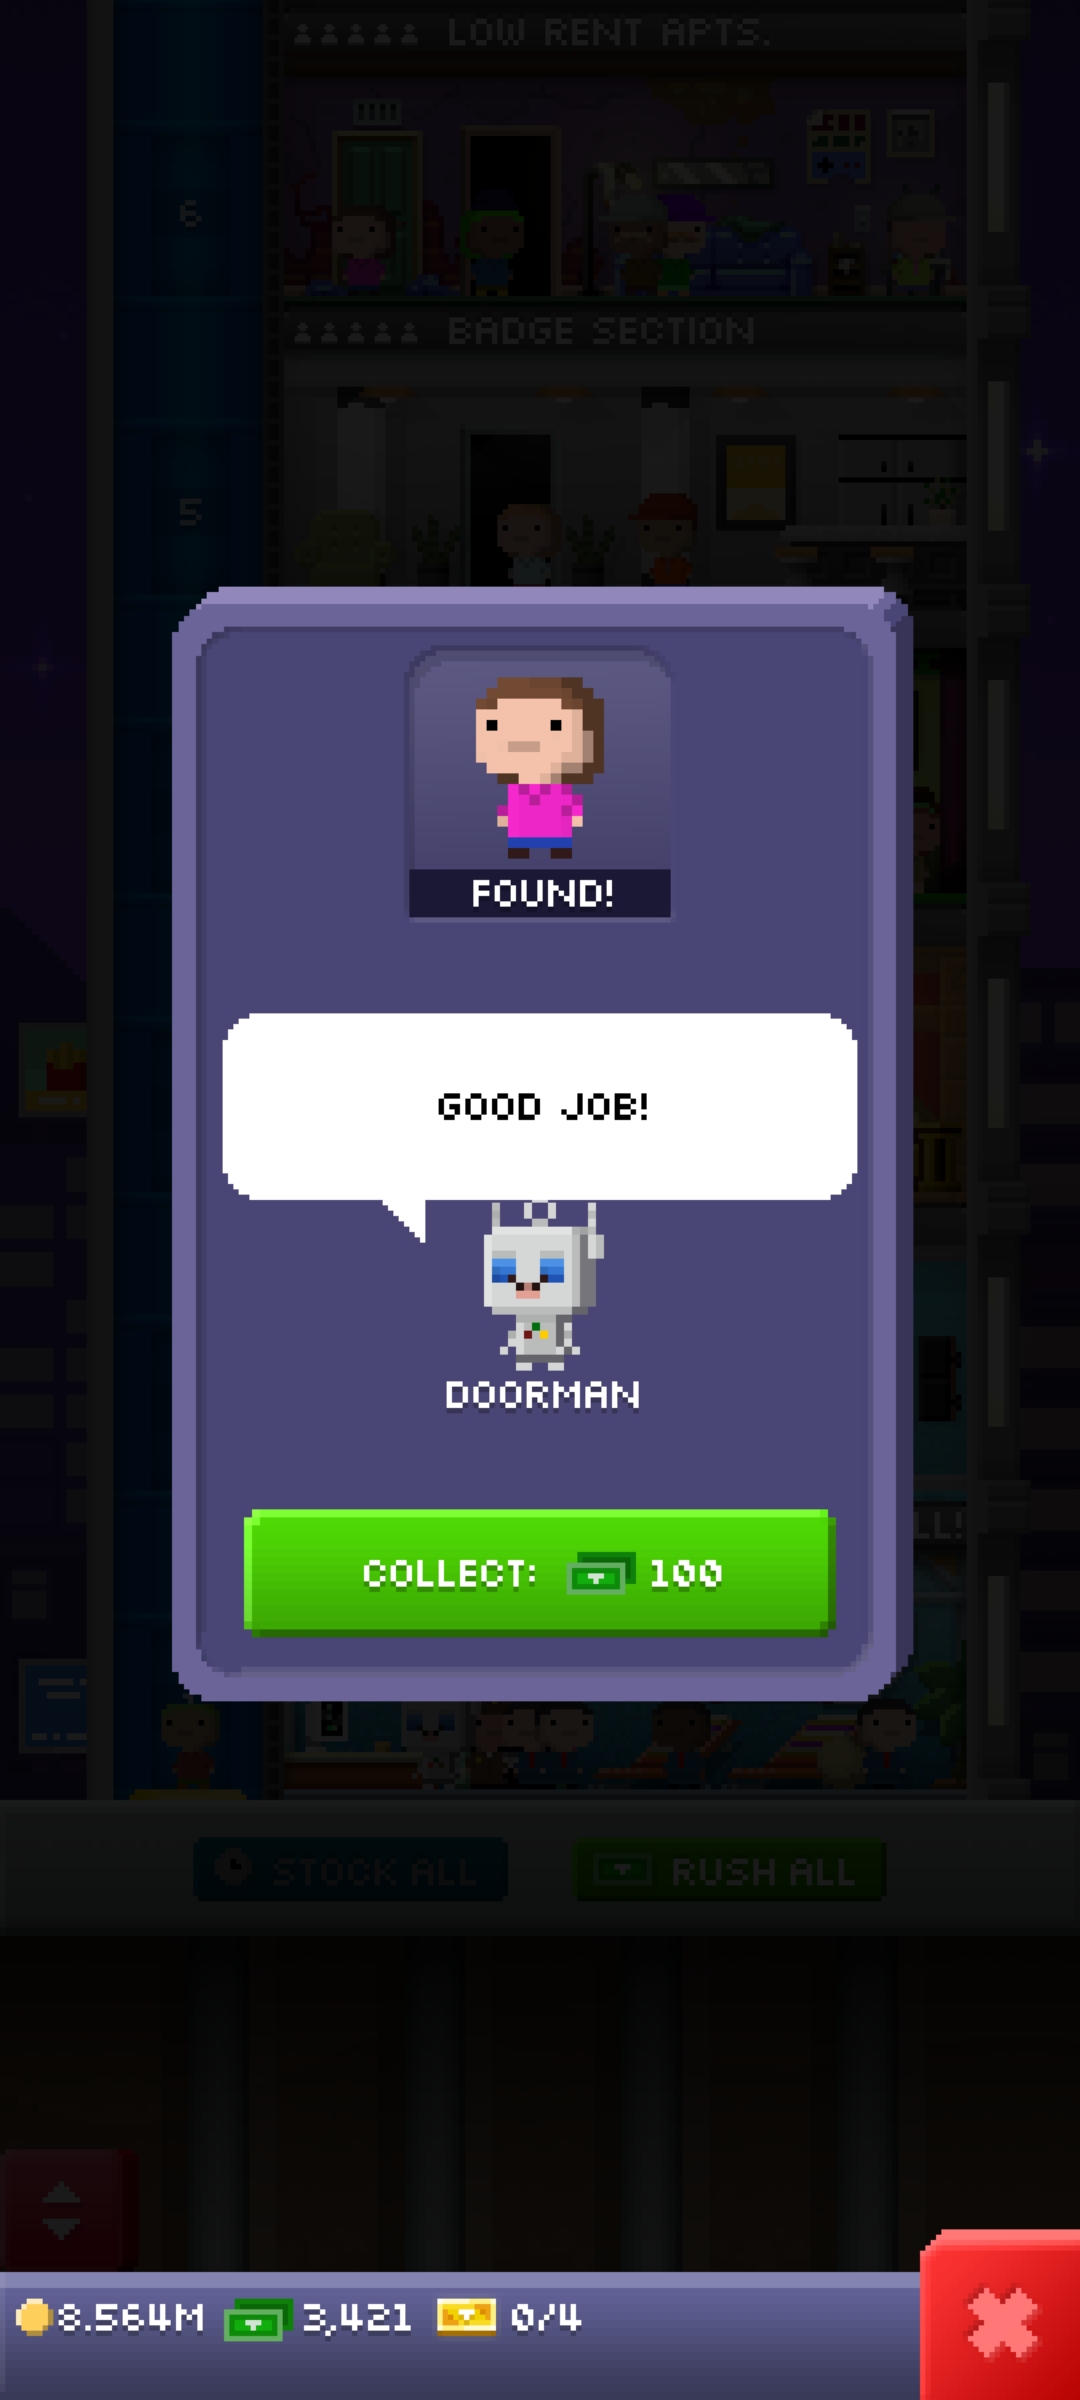 LOW RENT APTS.
6
BADGE SECTION
5
FOUND!
GOOD JOB!
DOORMAN
COLLECT: 100
LL!
STOCK ALL
RUSH ALL
8.564M 3,421 0/4